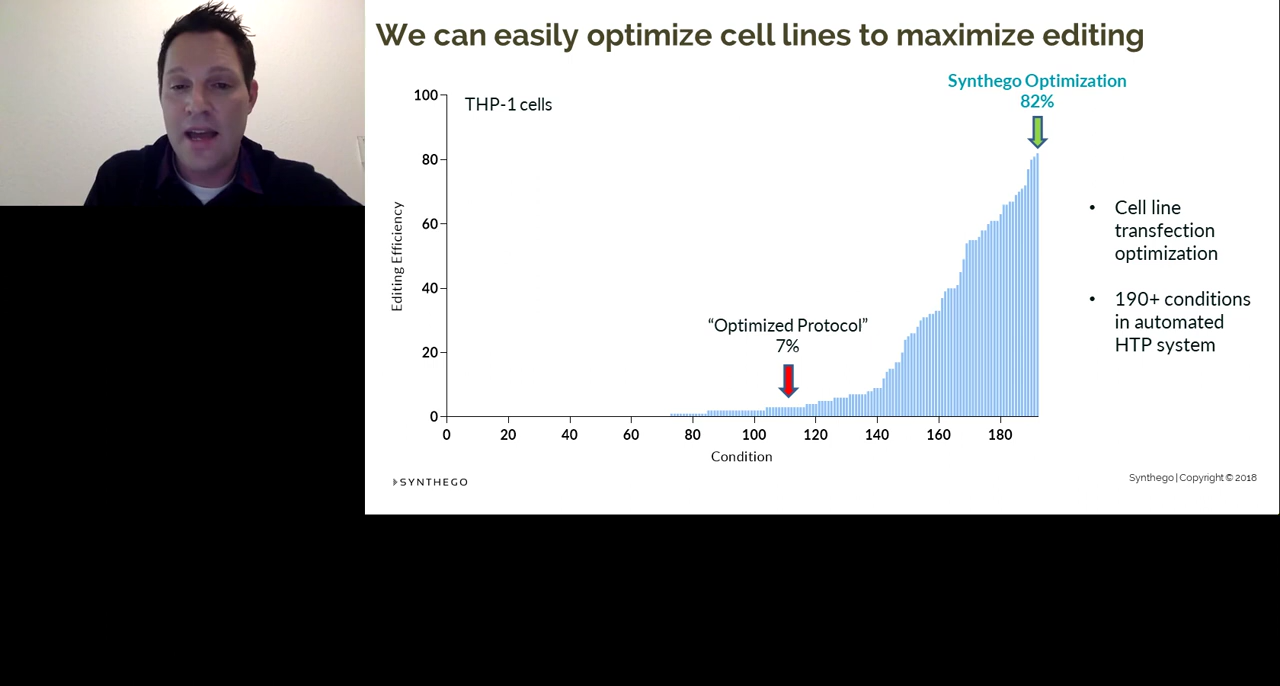 We can easily optimize cell lines to maximize editing
Synthego Optimization
82%
THP-1 cells
100
80
60
40
20
0
Editing Efficiency
“Optimized Protocol”
7%
0 20 40 60 80 100 120 140 160 180
Condition
• Cell line
transfection
optimization
• 190+ conditions
in automated
HTP system
SYNTHEGO
Synthego | Copyright © 2018